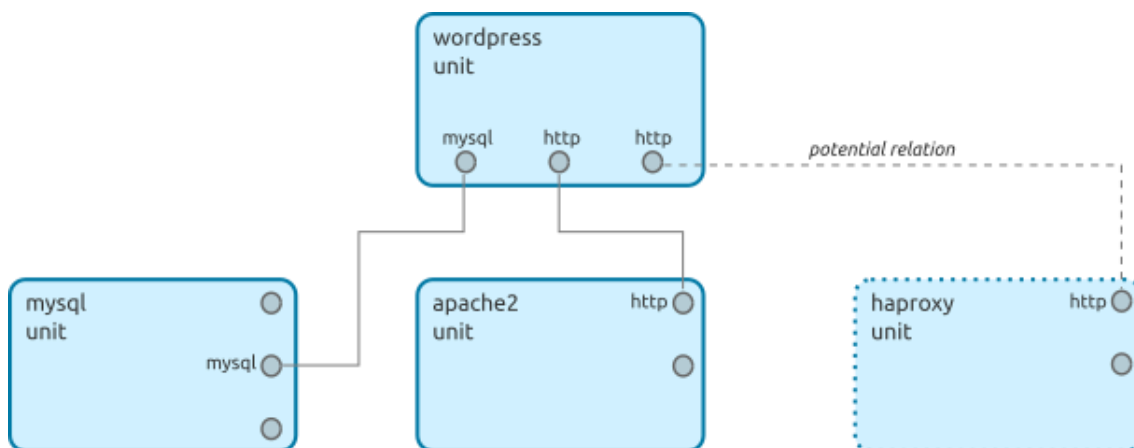 wordpress
unit
mysql
http
http
potential relation
mysql
unit
mysql
apache2
unit
http
haproxy
unit
http